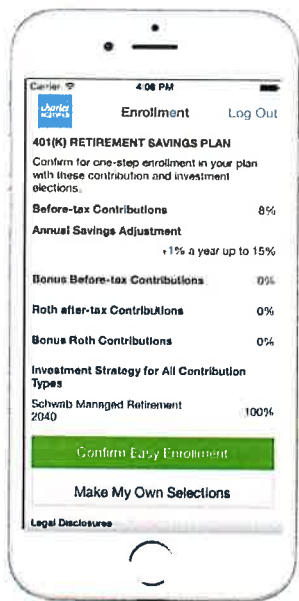 Carrier 4:08 PM
charles SCHWAB Enrollment Log Out
401(K) RETIREMENT SAVINGS PLAN
Confirm for one-step enrollment in your plan
with these contribution and investment
elections.
Before-tax Contributions 8%
Annual Savings Adjustment
+1% a year up to 15%
Bonus Before-tax Contributions 0%
Roth after-tax Contributions 0%
Bonus Roth Contributions 0%
Investment Strategy for All Contribution
Types
Schwab Managed Retirement
2040 100%
Confirm Easy Enrollment
Make My Own Selections
Legal Disclosures